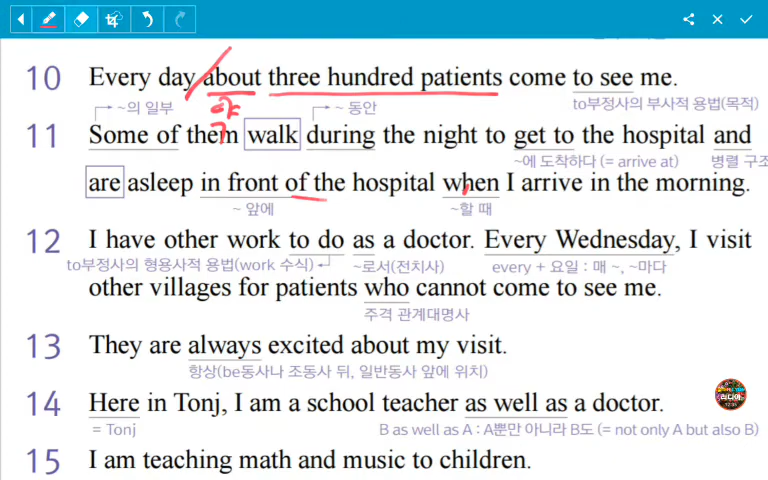 10 Every day about three hundred patients come to see me.
약
~의 일부 ~ 동안 to부정사의 부사적 용법(목적)
11 Some of them walk during the night to get to the hospital and
~에 도착하다 (= arrive at) 병렬 구조
are asleep in front of the hospital when I arrive in the morning.
~ 앞에 ~할 때
12 I have other work to do as a doctor. Every Wednesday, I visit
to부정사의 형용사적 용법(work 수식) ~로서(전치사) every + 요일 : 매 ~, ~마다
other villages for patients who cannot come to see me.
주격 관계대명사
13 They are always excited about my visit.
항상(be동사나 조동사 뒤, 일반동사 앞에 위치)
14 Here in Tonj, I am a school teacher as well as a doctor.
= Tonj B as well as A : A뿐만 아니라 B도 (= not only A but also B)
15 I am teaching math and music to children.